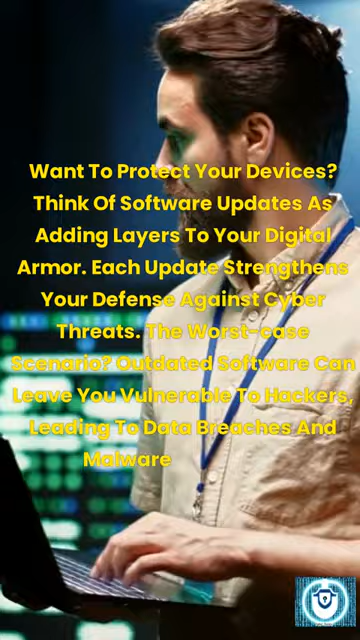 Want To Protect Your Devices?
Think Of Software Updates As
Adding Layers To Your Digital
Armor. Each Update Strengthens
Your Defense Against Cyber
Threats. The Worst-case
Scenario? Outdated Software Can
Leave You Vulnerable To Hackers,
Leading To Data Breaches And
Malware